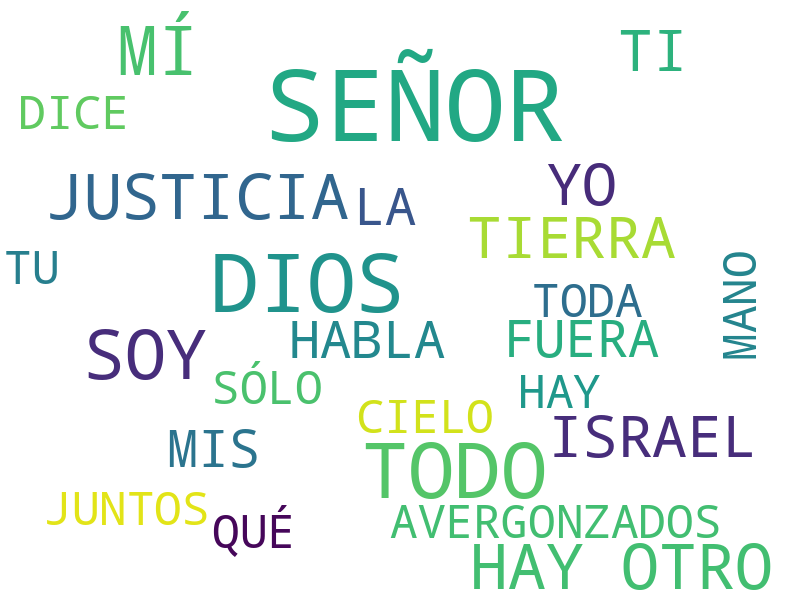 MÍ
TI
SEÑOR
DICE
JUSTICIA
LA
YO
TIERRA
TU
DIOS
TODA
MANO
SOY
HABLA
FUERA
SÓLO
HAY
CIELO
ISRAEL
MIS
TODO
JUNTOS
QUÉ
AVERGONZADOS
HAY OTRO